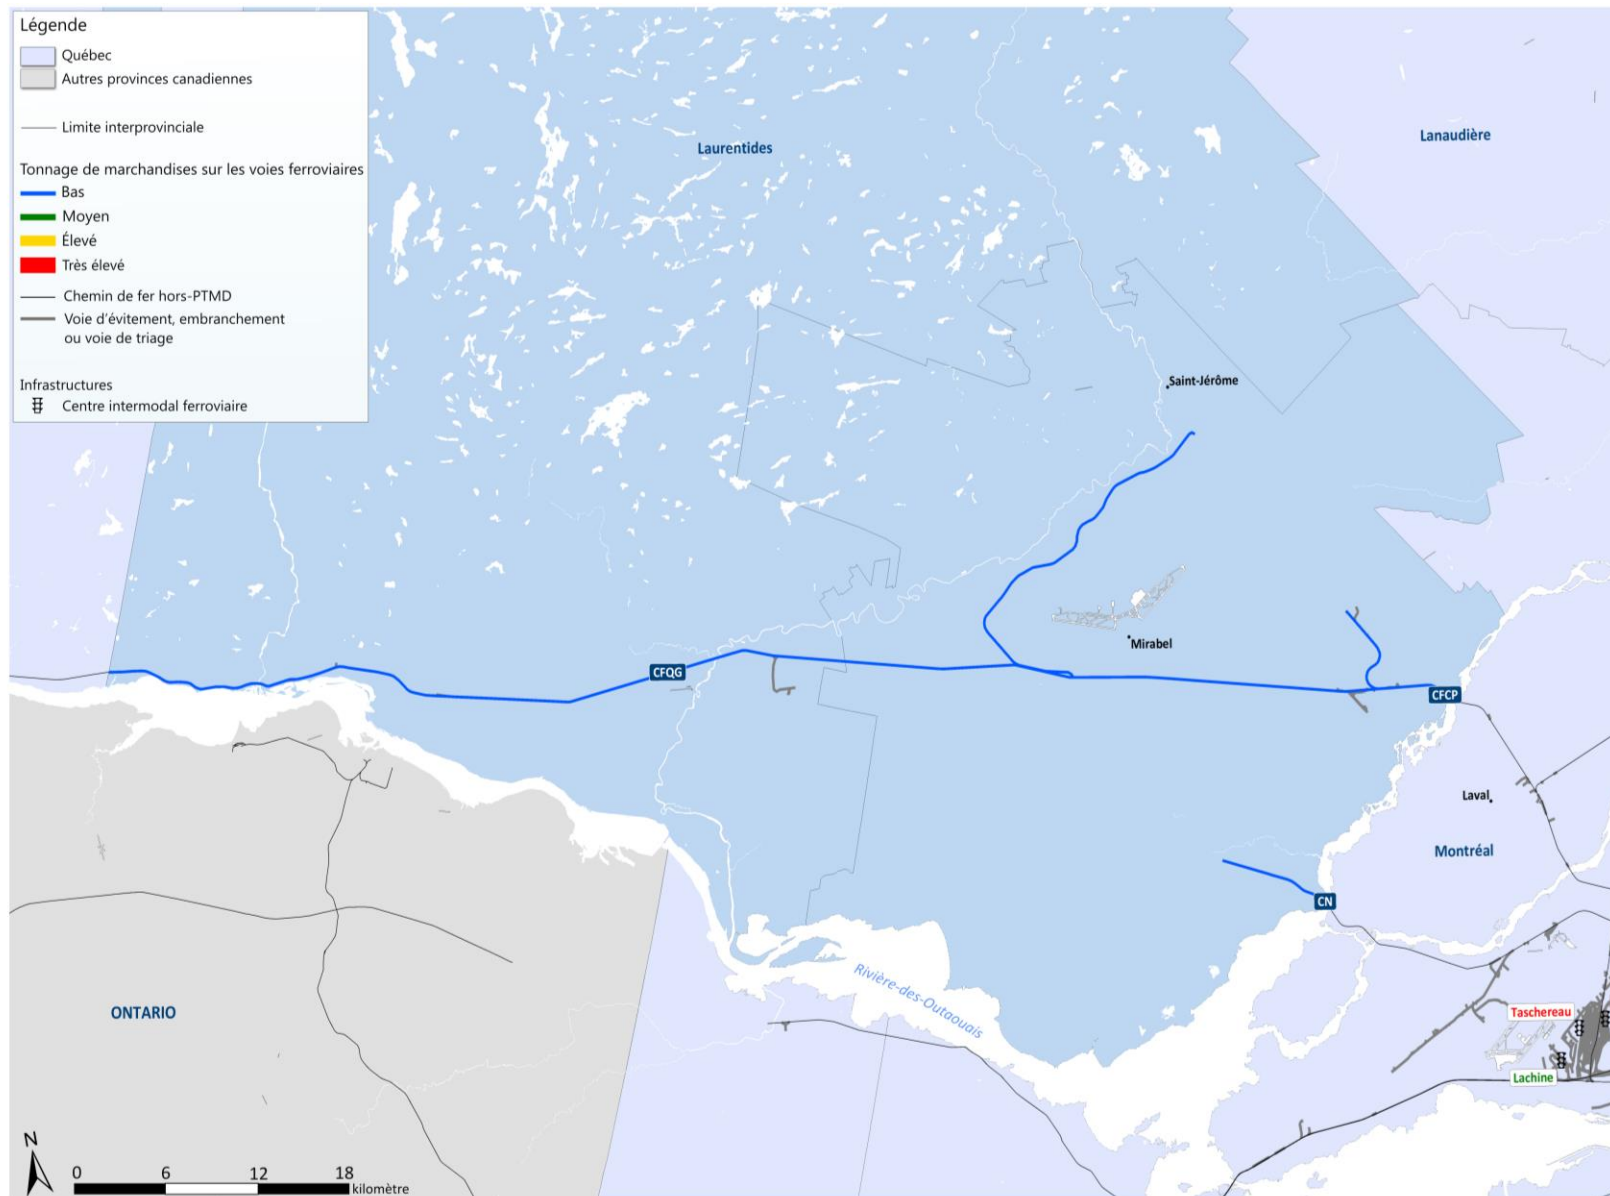 Légende
Québec
Autres provinces canadiennes
Limite interprovinciale
Tonnage de marchandises sur les voies ferroviaires
Bas
Moyen
Élevé
Très élevé
Chemin de fer hors-PTMD
Voie d'évitement, embranchement
ou voie de triage
Infrastructures
Centre intermodal ferroviaire
Laurentides
Lanaudière
Saint-Jérôme
Mirabel
CFQG
CFCP
Laval
Montréal
CN
Rivière-des-Outaouais
ONTARIO
Taschereau
Lachine
N
0 6 12 18
kilomètre